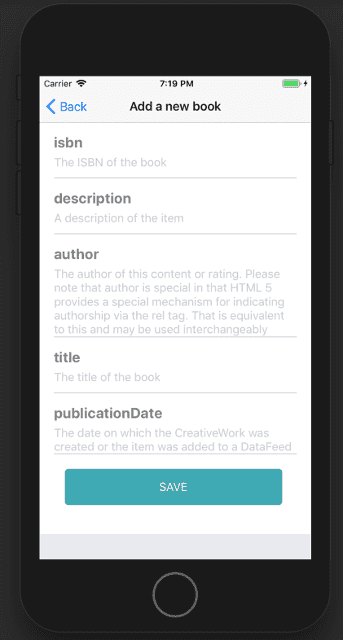 Carrier 7:19 PM
Back Add a new book
isbn
The ISBN of the book
description
A description of the item
author
The author of this content or rating. Please
note that author is special in that HTML 5
provides a special mechanism for indicating
authorship via the rel tag. That is equivalent
to this and may be used interchangeably
title
The title of the book
publicationDate
The date on which the CreativeWork was
created or the item was added to a DataFeed
SAVE